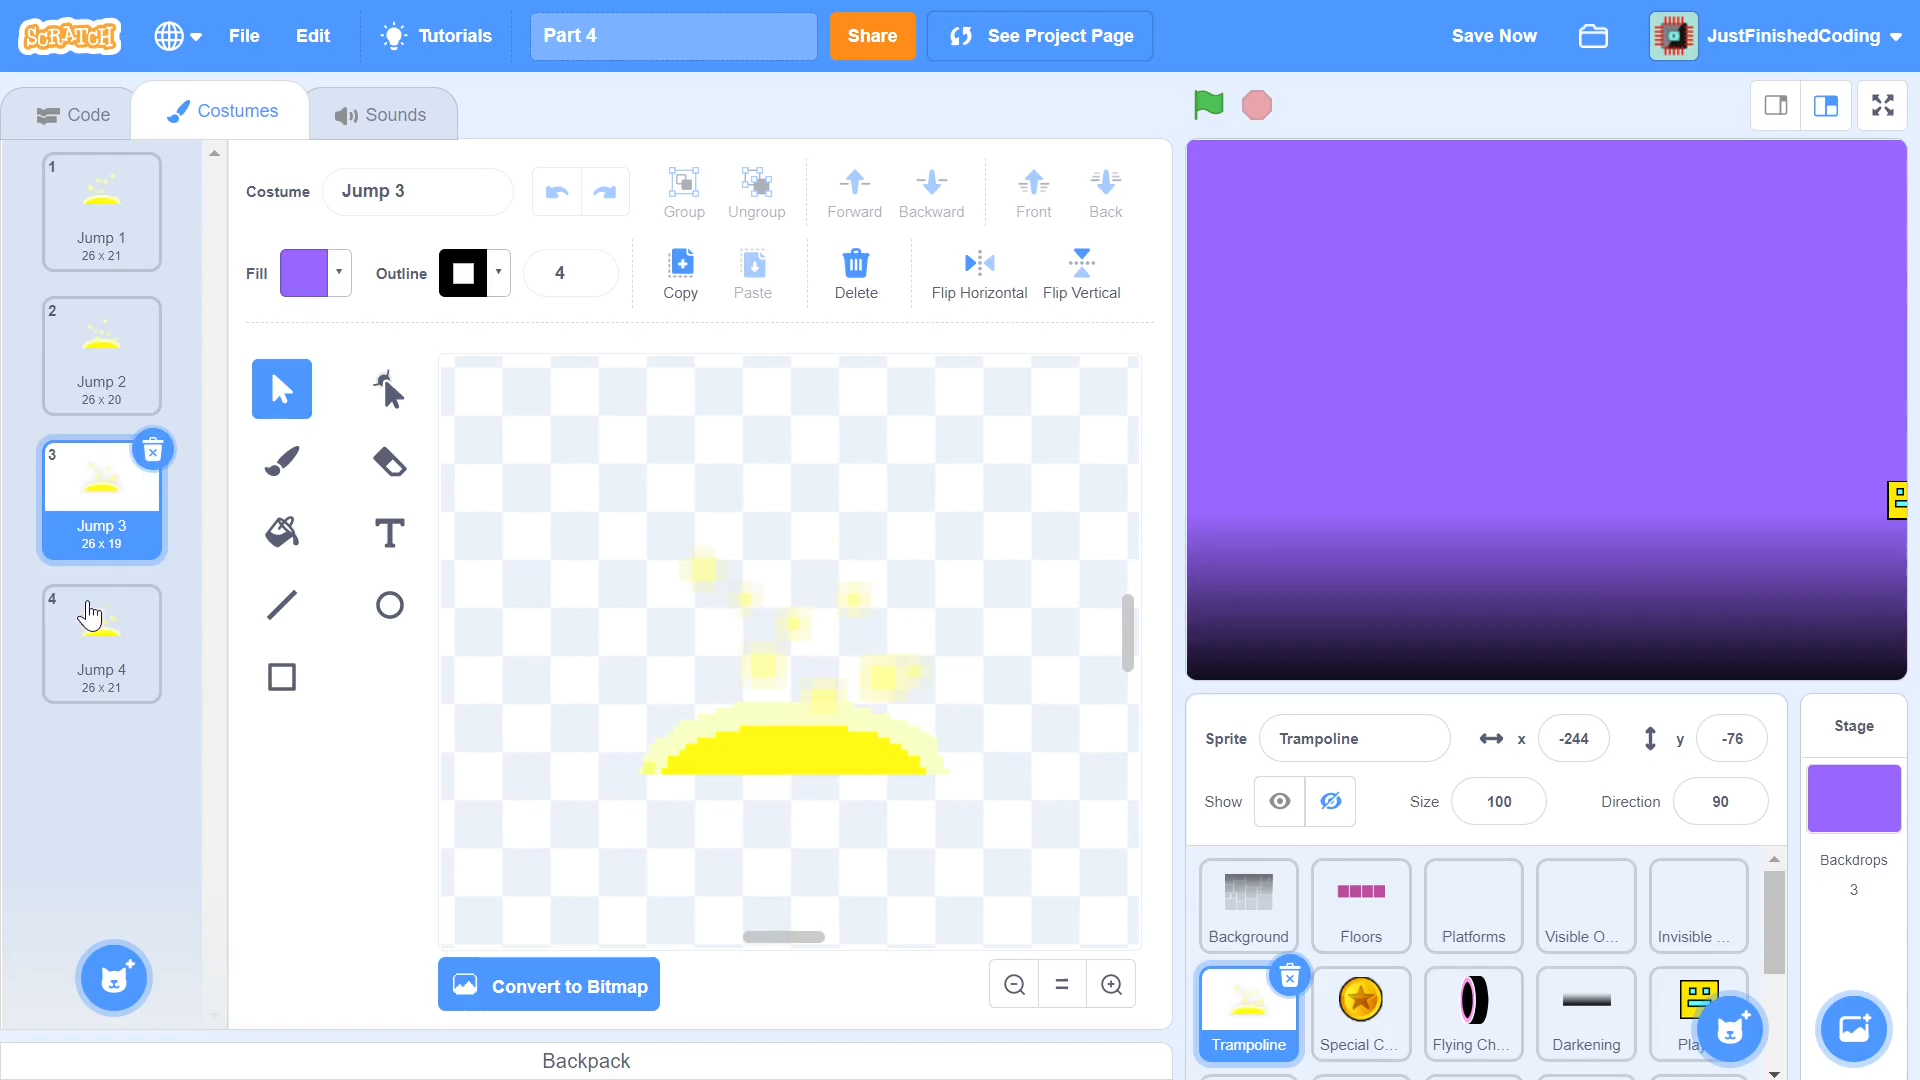 SCRATCH File Edit Tutorials Part 4 Share See Project Page Save Now JustFinishedCoding
Code Costumes Sounds
1
Jump 1
26 x 21
2
Jump 2
26 x 20
3
Jump 3
26 x 19
4
Jump 4
26 x 21
Costume Jump 3 Group Ungroup Forward Backward Front Back
Fill Outline 4 Copy Paste Delete Flip Horizontal Flip Vertical
Convert to Bitmap
Backpack
Sprite Trampoline x -244 y -76
Show Size 100 Direction 90
Background Floors Platforms Visible O... Invisible ...
Trampoline Special C... Flying Ch... Darkening
Stage
Backdrops
3